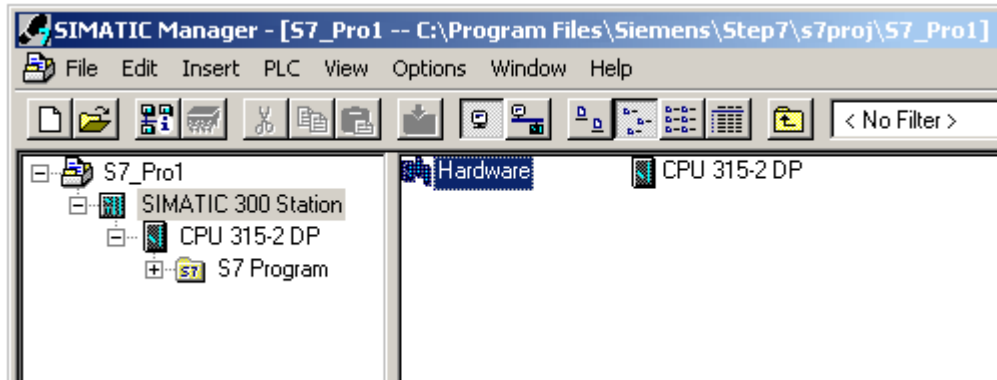 SIMATIC Manager - [S7_Pro1 -- C:\Program Files\Siemens\Step7\s7proj\S7_Pro1]
File Edit Insert PLC View Options Window Help
< No Filter >
S7_Pro1
SIMATIC 300 Station
CPU 315-2 DP
S7 S7 Program
Hardware CPU 315-2 DP